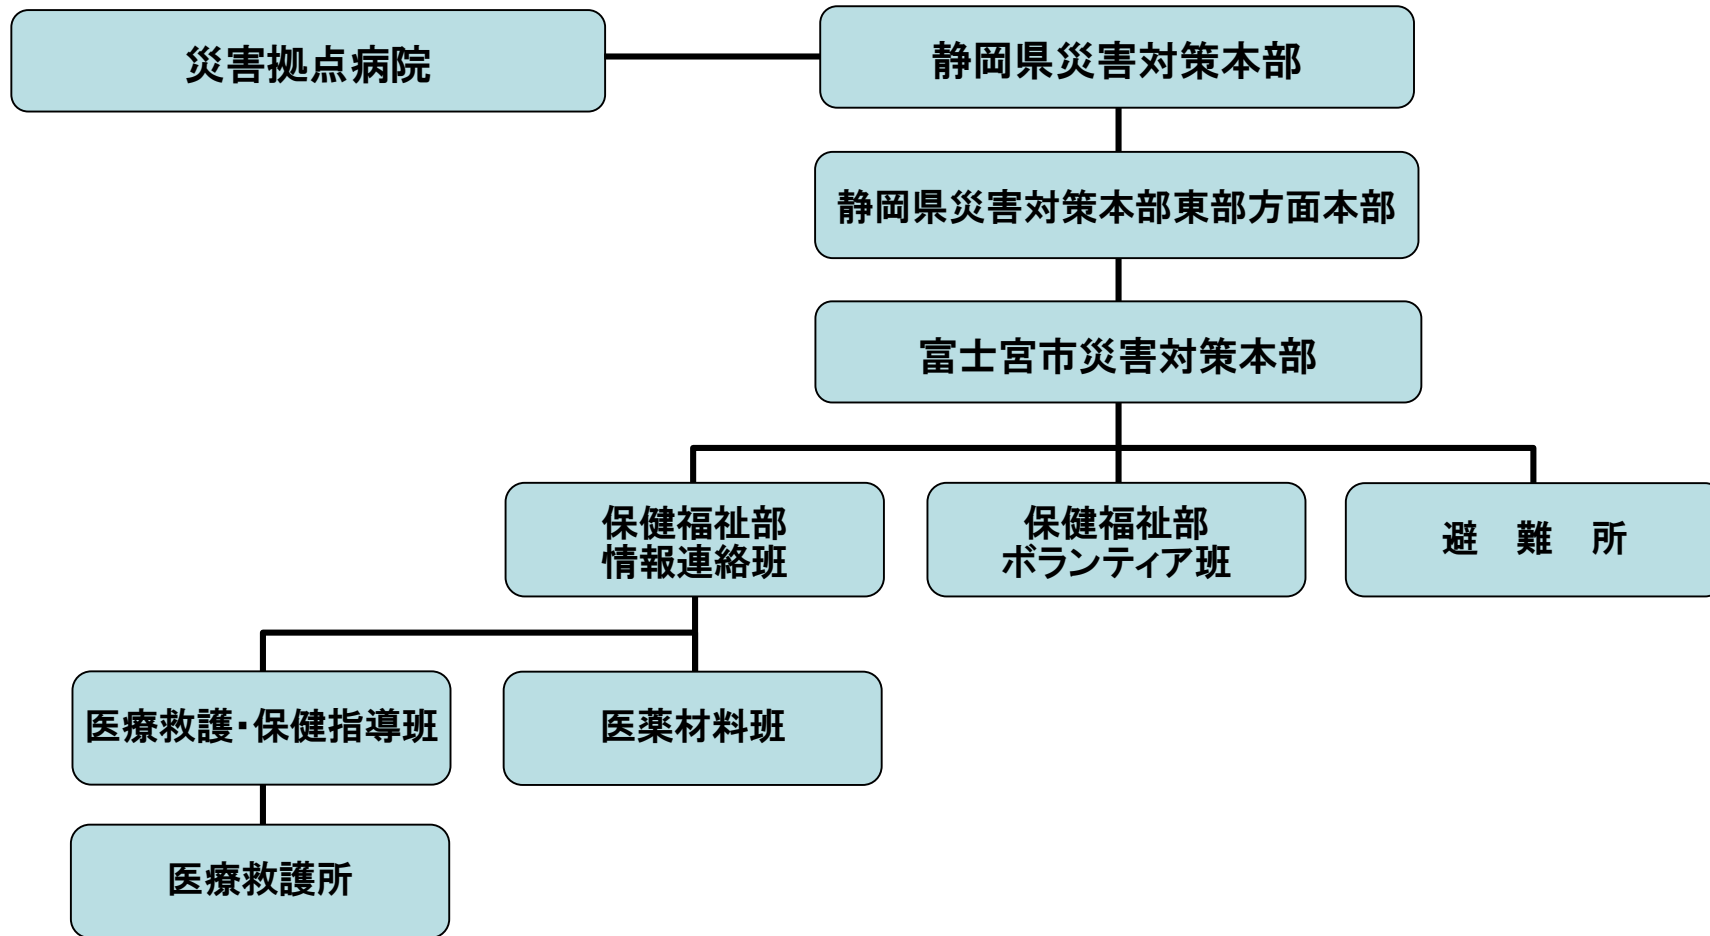 災害拠点病院
静岡県災害対策本部
静岡県災害対策本部東部方面本部
富士宮市災害対策本部
保健福祉部
情報連絡班
保健福祉部
ボランティア班
避　難　所
医療救護・保健指導班
医薬材料班
医療救護所